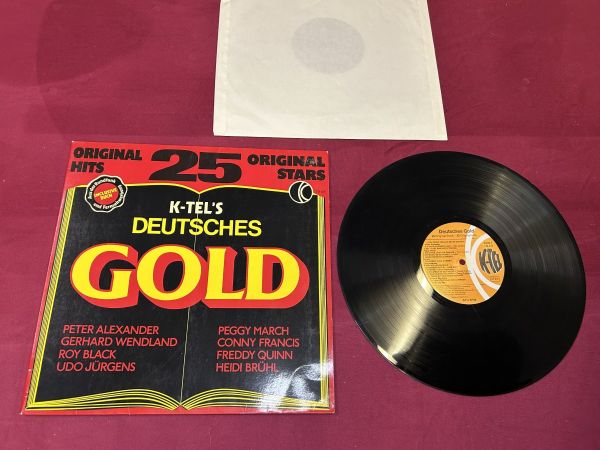 ORIGINAL HITS
25
ORIGINAL STARS
K-TEL'S
DEUTSCHES
GOLD
PETER ALEXANDER
GERHARD WENDLAND
ROY BLACK
UDO JÜRGENS
PEGGY MARCH
CONNY FRANCIS
FREDDY QUINN
HEIDI BRÜHL
Deutsches Gold